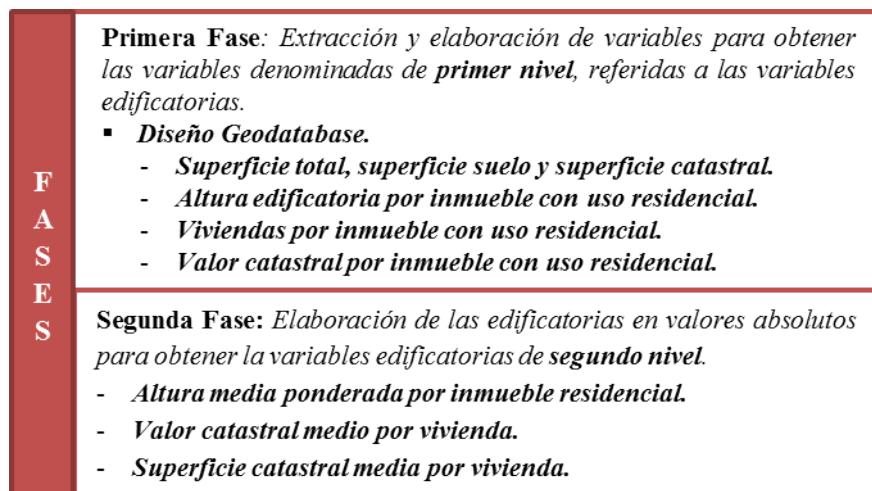 F
A
S
E
S
Primera Fase: Extracción y elaboración de variables para obtener
las variables denominadas de primer nivel, referidas a las variables
edificatorias.
▪ Diseño Geodatabase.
- Superficie total, superficie suelo y superficie catastral.
- Altura edificatoria por inmueble con uso residencial.
- Viviendas por inmueble con uso residencial.
- Valor catastral por inmueble con uso residencial.
Segunda Fase: Elaboración de las edificatorias en valores absolutos
para obtener la variables edificatorias de segundo nivel.
- Altura media ponderada por inmueble residencial.
- Valor catastral medio por vivienda.
- Superficie catastral media por vivienda.